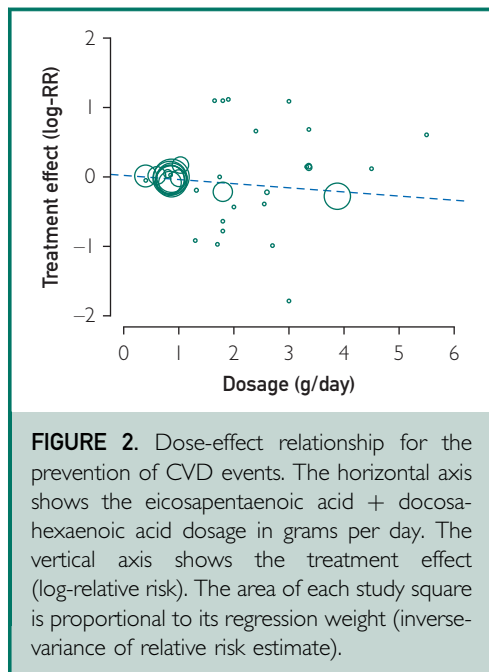 2
1
0
−1
−2
Treatment effect (log-RR)
0 1 2 3 4 5 6
Dosage (g/day)
FIGURE 2. Dose-effect relationship for the
prevention of CVD events. The horizontal axis
shows the eicosapentaenoic acid + docosa-
hexaenoic acid dosage in grams per day. The
vertical axis shows the treatment effect
(log-relative risk). The area of each study square
is proportional to its regression weight (inverse-
variance of relative risk estimate).